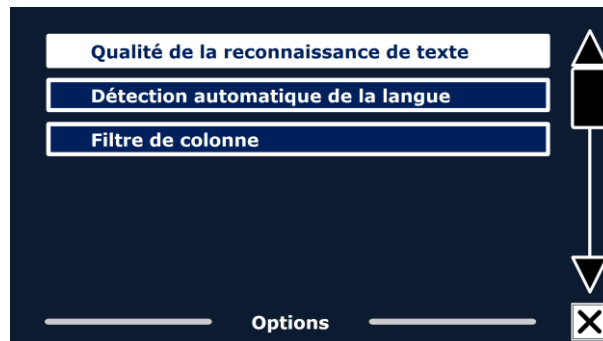 Qualité de la reconnaissance de texte
Détection automatique de la langue
Filtre de colonne
Options